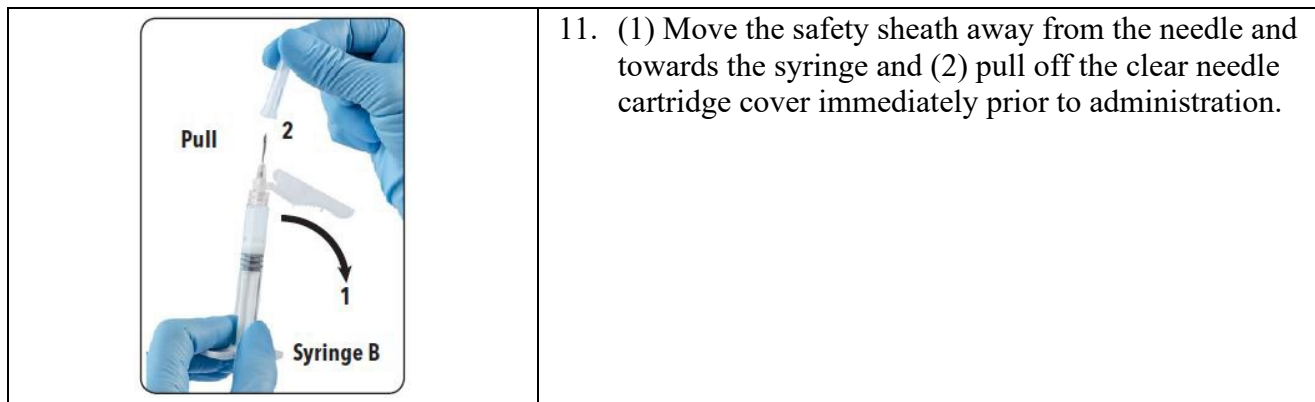 Pull
2
1
Syringe B
11. (1) Move the safety sheath away from the needle and
towards the syringe and (2) pull off the clear needle
cartridge cover immediately prior to administration.